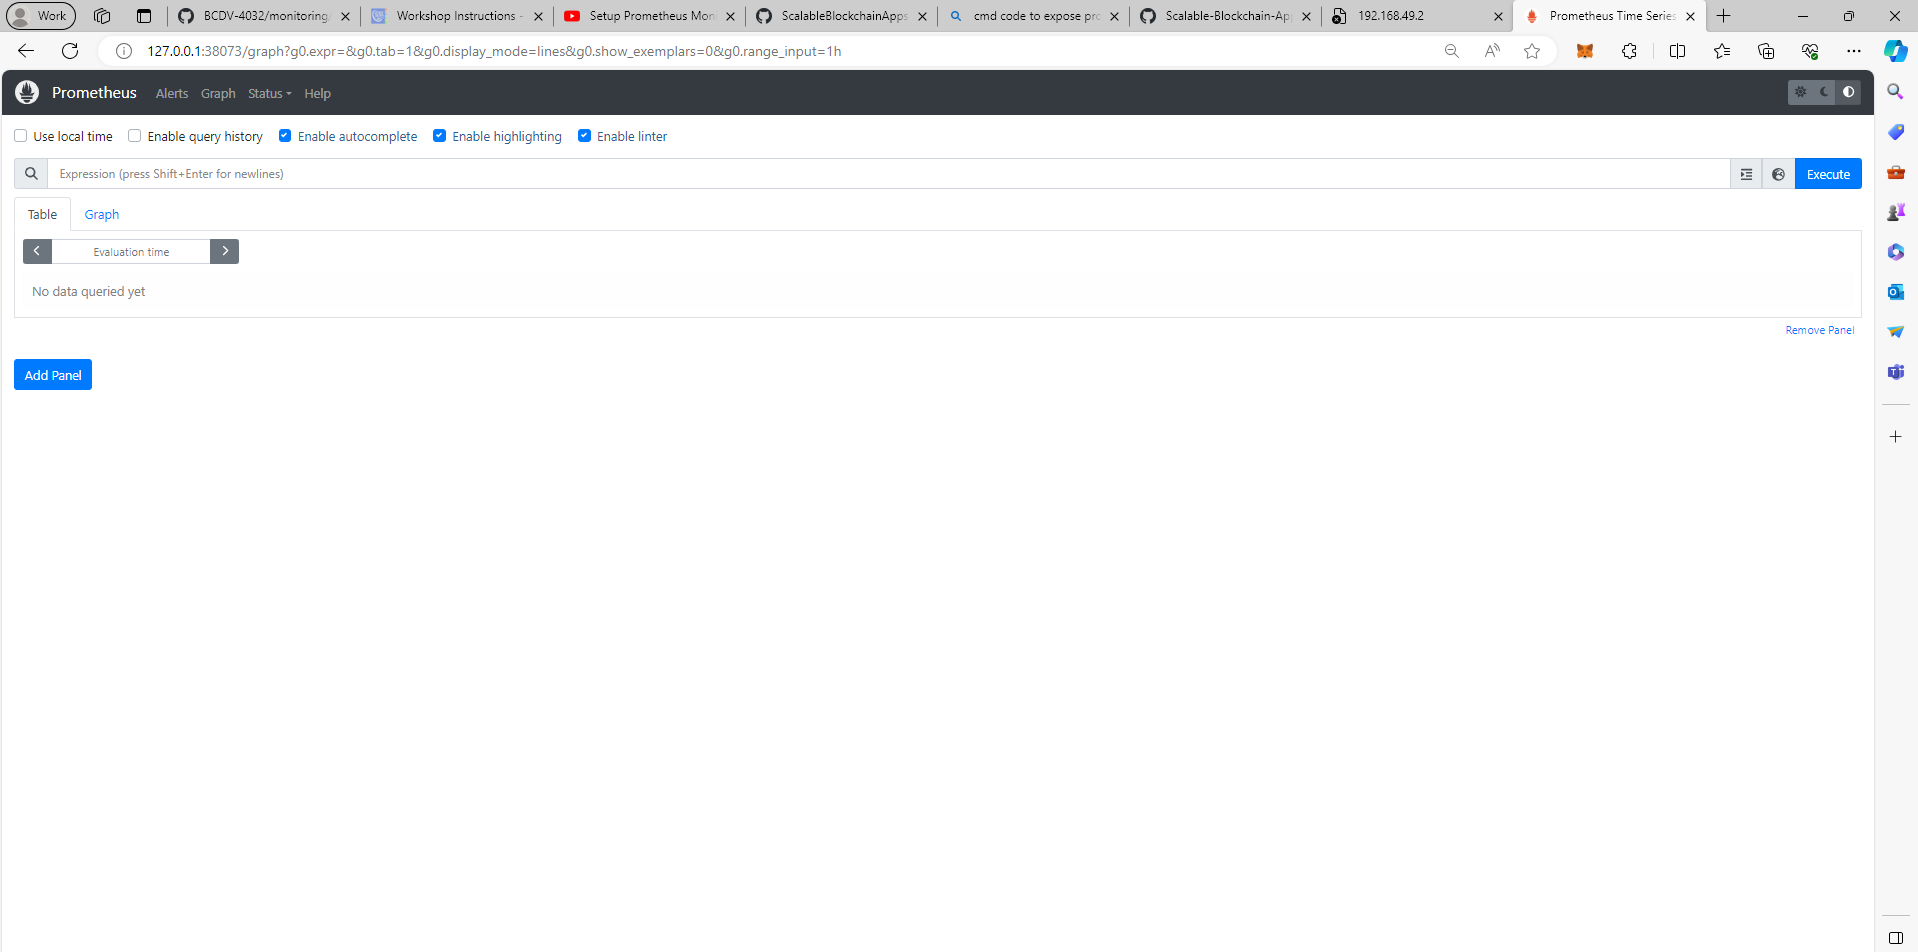 Work
BCDV-4032/monitoring
Workshop Instructions -
Setup Prometheus Mon
ScalableBlockchainApps
cmd code to expose pro
Scalable-Blockchain-Ap
192.168.49.2
Prometheus Time Series
127.0.0.1:38073/graph?g0.expr=&g0.tab=1&g0.display_mode=lines&g0.show_exemplars=0&g0.range_input=1h
Prometheus Alerts Graph Status Help
Use local time Enable query history Enable autocomplete Enable highlighting Enable linter
Expression (press Shift+Enter for newlines) Execute
Table Graph
Evaluation time
No data queried yet
Remove Panel
Add Panel